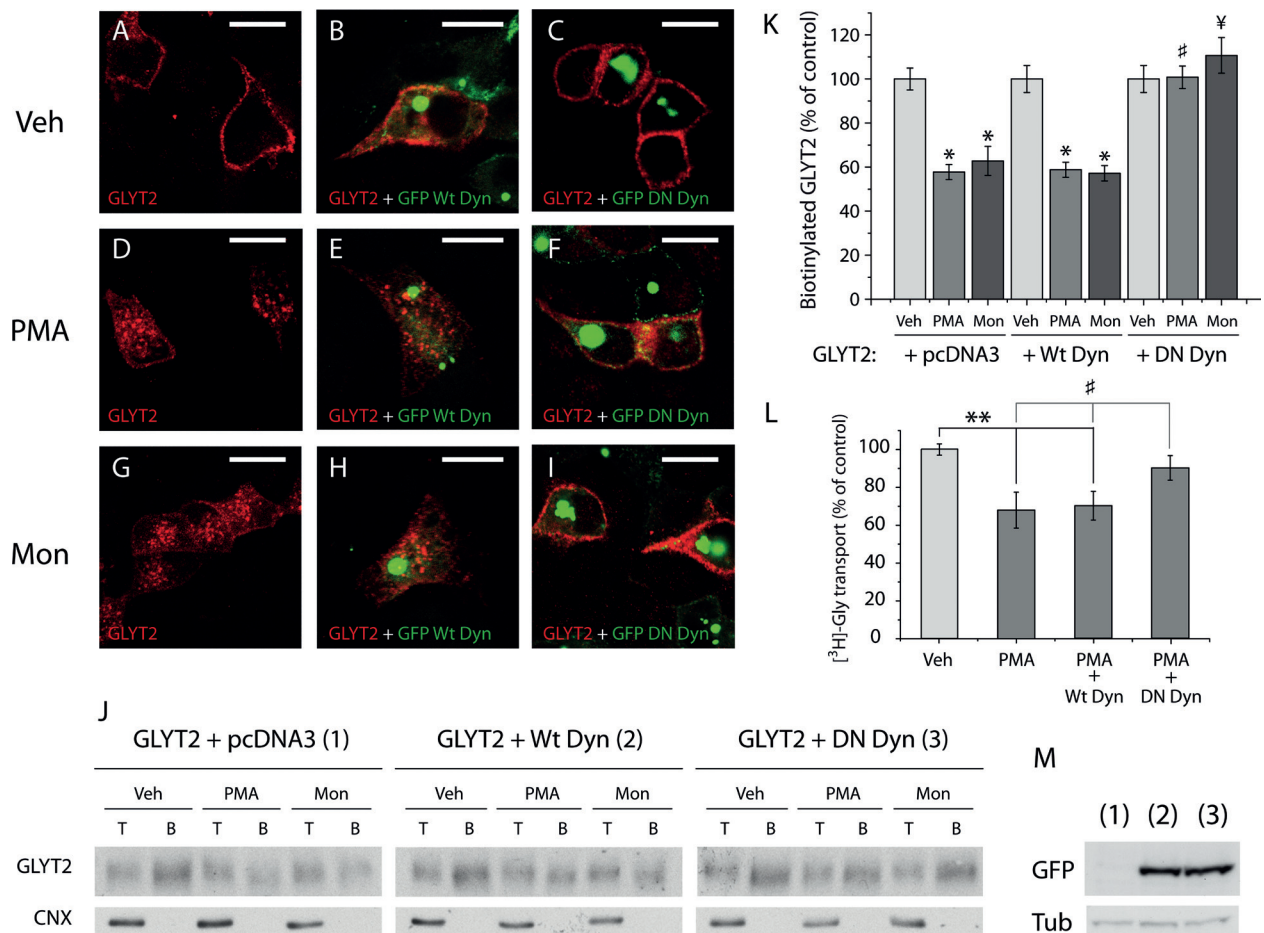 A
B
C
Veh
GLYT2
GLYT2 + GFP Wt Dyn
GLYT2 + GFP DN Dyn
D
E
F
PMA
GLYT2
GLYT2 + GFP Wt Dyn
GLYT2 + GFP DN Dyn
G
H
I
Mon
GLYT2
GLYT2 + GFP Wt Dyn
GLYT2 + GFP DN Dyn
K
Biotinylated GLYT2 (% of control)
120
100
80
60
40
20
0
* * * * ♯ ¥
Veh PMA Mon Veh PMA Mon Veh PMA Mon
GLYT2: + pcDNA3 + Wt Dyn + DN Dyn
L
[³H]-Gly transport (% of control)
100
80
60
40
20
0
** ♯
Veh PMA PMA + Wt Dyn PMA + DN Dyn
J
GLYT2 + pcDNA3 (1) GLYT2 + Wt Dyn (2) GLYT2 + DN Dyn (3)
Veh PMA Mon Veh PMA Mon Veh PMA Mon
T B T B T B T B T B T B T B T B T B
GLYT2
CNX
M
(1) (2) (3)
GFP
Tub